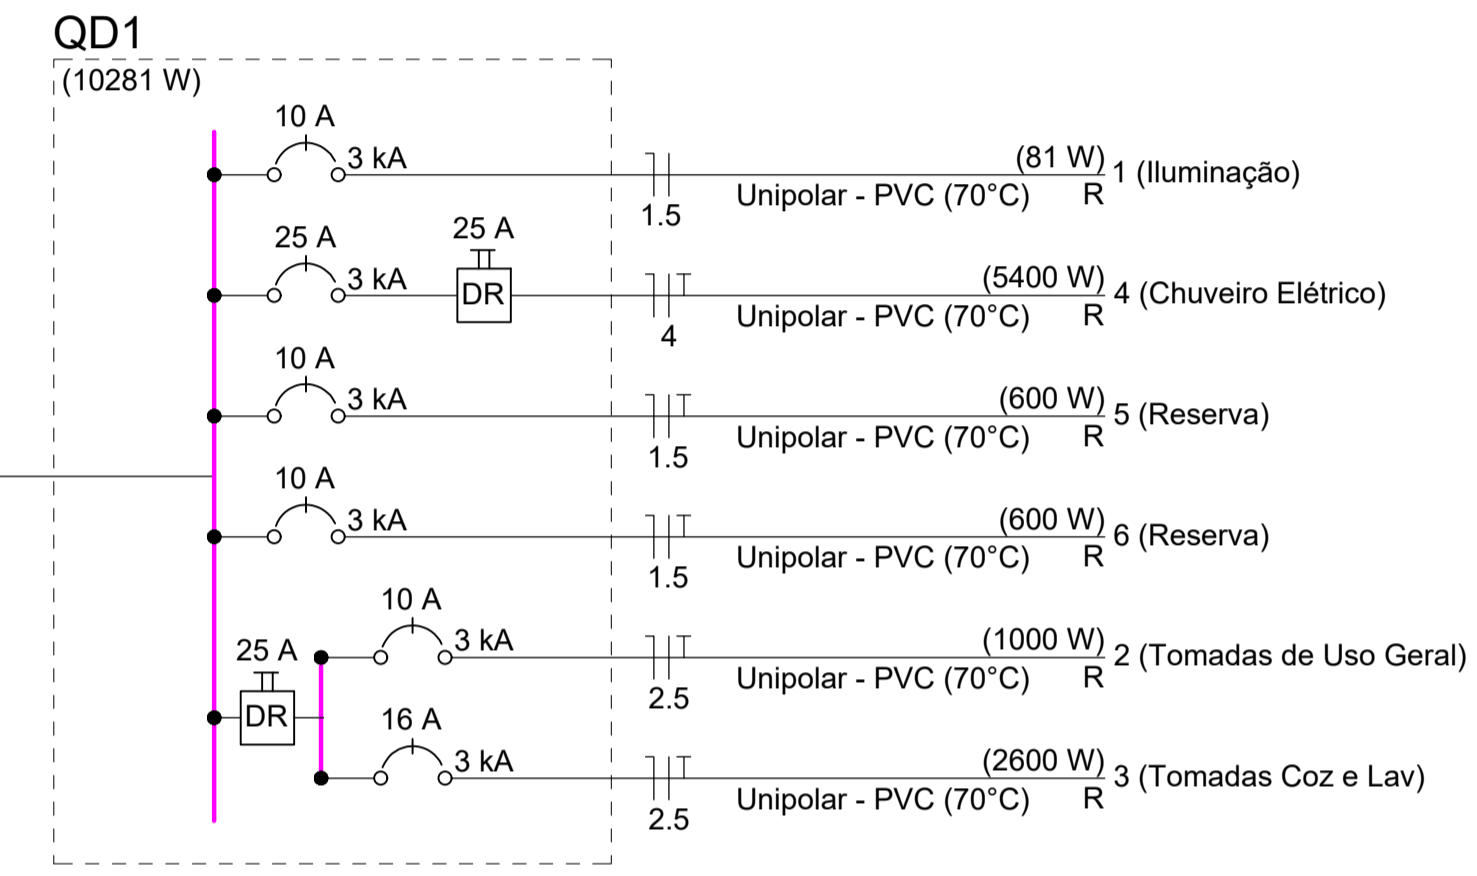 QD1
(10281 W)
10 A
3 kA
1.5
Unipolar - PVC (70°C)
(81 W)
R
1 (Iluminação)
25 A
3 kA
25 A
DR
4
Unipolar - PVC (70°C)
(5400 W)
R
4 (Chuveiro Elétrico)
10 A
3 kA
1.5
Unipolar - PVC (70°C)
(600 W)
R
5 (Reserva)
10 A
3 kA
1.5
Unipolar - PVC (70°C)
(600 W)
R
6 (Reserva)
25 A
DR
10 A
3 kA
2.5
Unipolar - PVC (70°C)
(1000 W)
R
2 (Tomadas de Uso Geral)
16 A
3 kA
2.5
Unipolar - PVC (70°C)
(2600 W)
R
3 (Tomadas Coz e Lav)